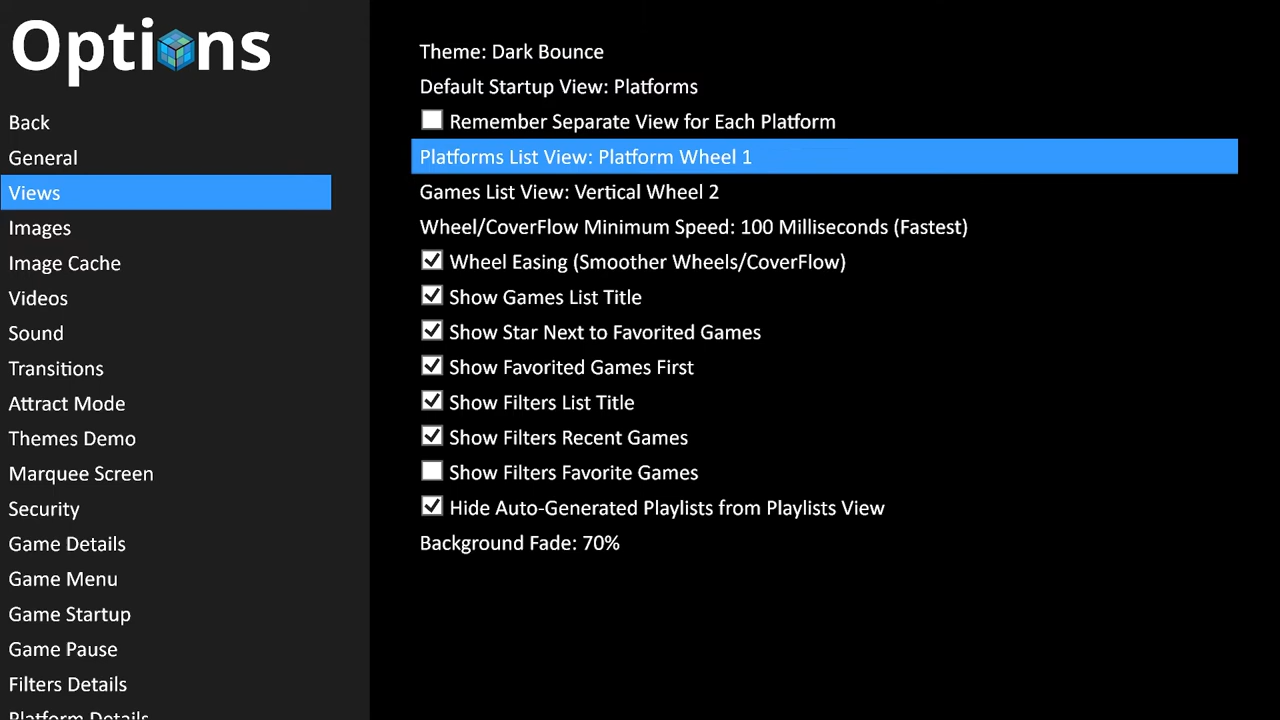 Options
Back
General
Views
Images
Image Cache
Videos
Sound
Transitions
Attract Mode
Themes Demo
Marquee Screen
Security
Game Details
Game Menu
Game Startup
Game Pause
Filters Details
Platform Details
Theme: Dark Bounce
Default Startup View: Platforms
Remember Separate View for Each Platform
Platforms List View: Platform Wheel 1
Games List View: Vertical Wheel 2
Wheel/CoverFlow Minimum Speed: 100 Milliseconds (Fastest)
Wheel Easing (Smoother Wheels/CoverFlow)
Show Games List Title
Show Star Next to Favorited Games
Show Favorited Games First
Show Filters List Title
Show Filters Recent Games
Show Filters Favorite Games
Hide Auto-Generated Playlists from Playlists View
Background Fade: 70%